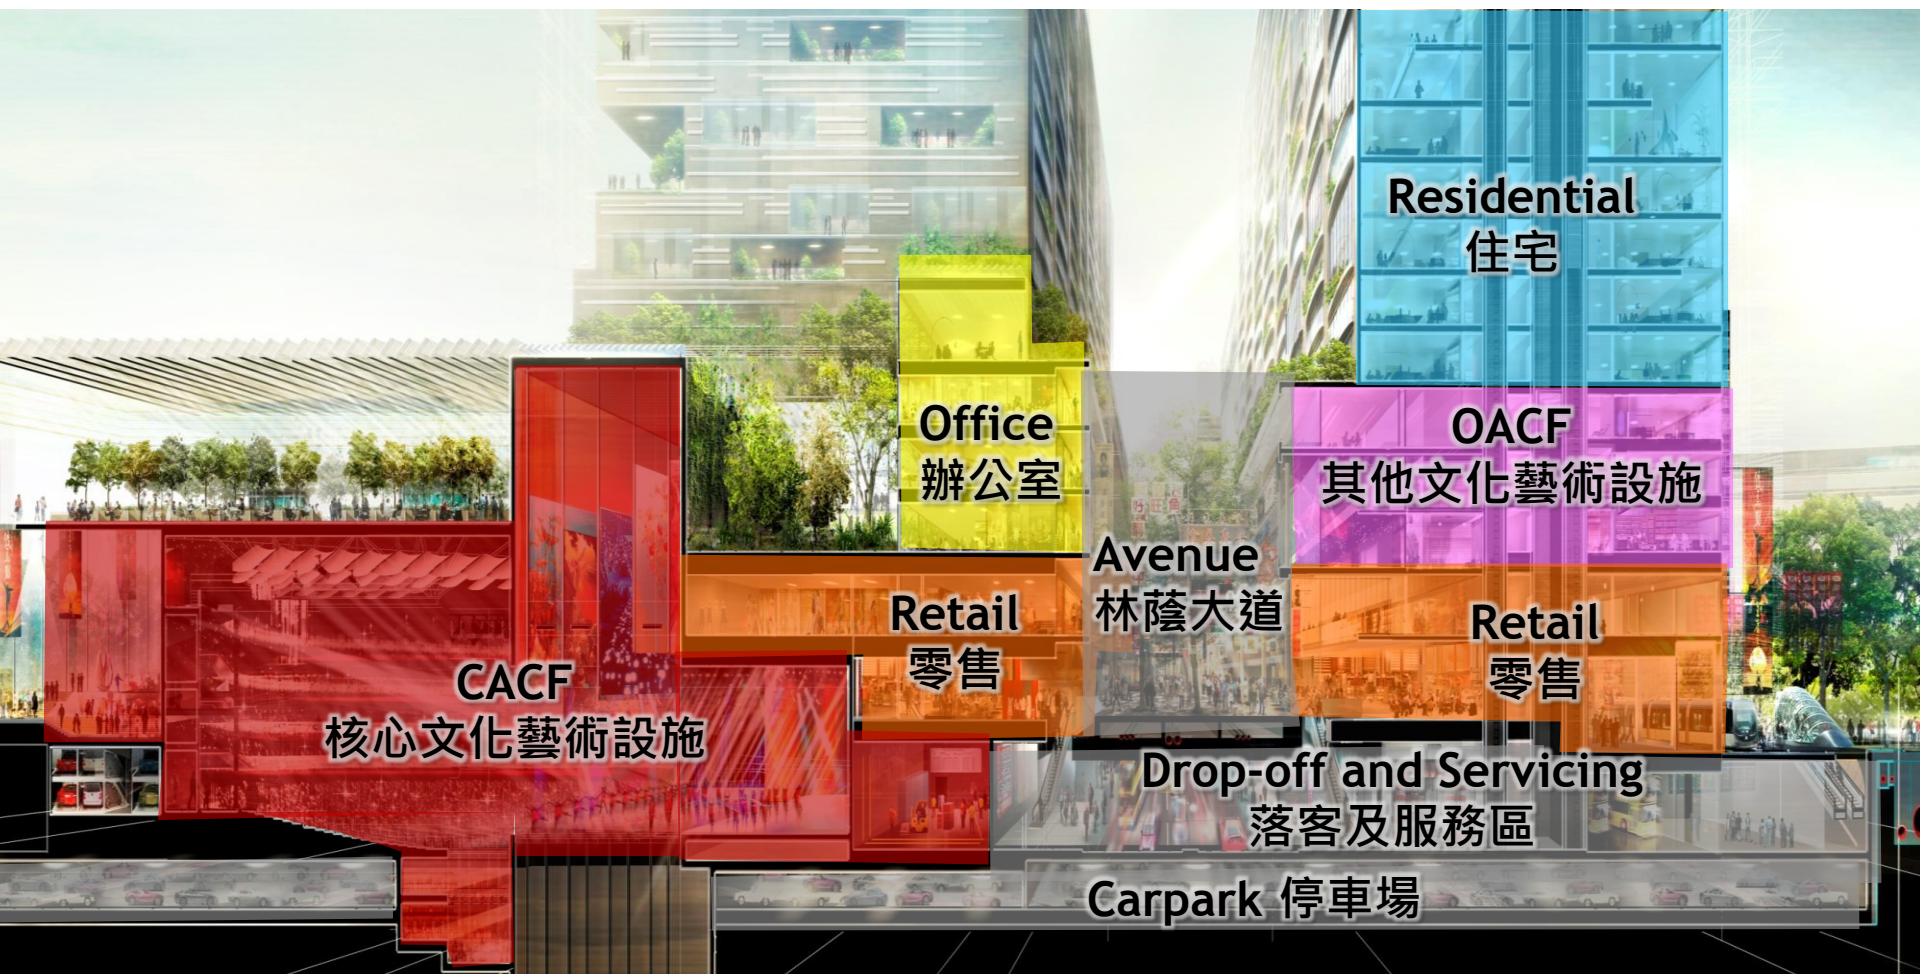 Residential
住宅
Office
辦公室
OACF
其他文化藝術設施
Avenue
林蔭大道
Retail
零售
Retail
零售
CACF
核心文化藝術設施
Drop-off and Servicing
落客及服務區
Carpark 停車場